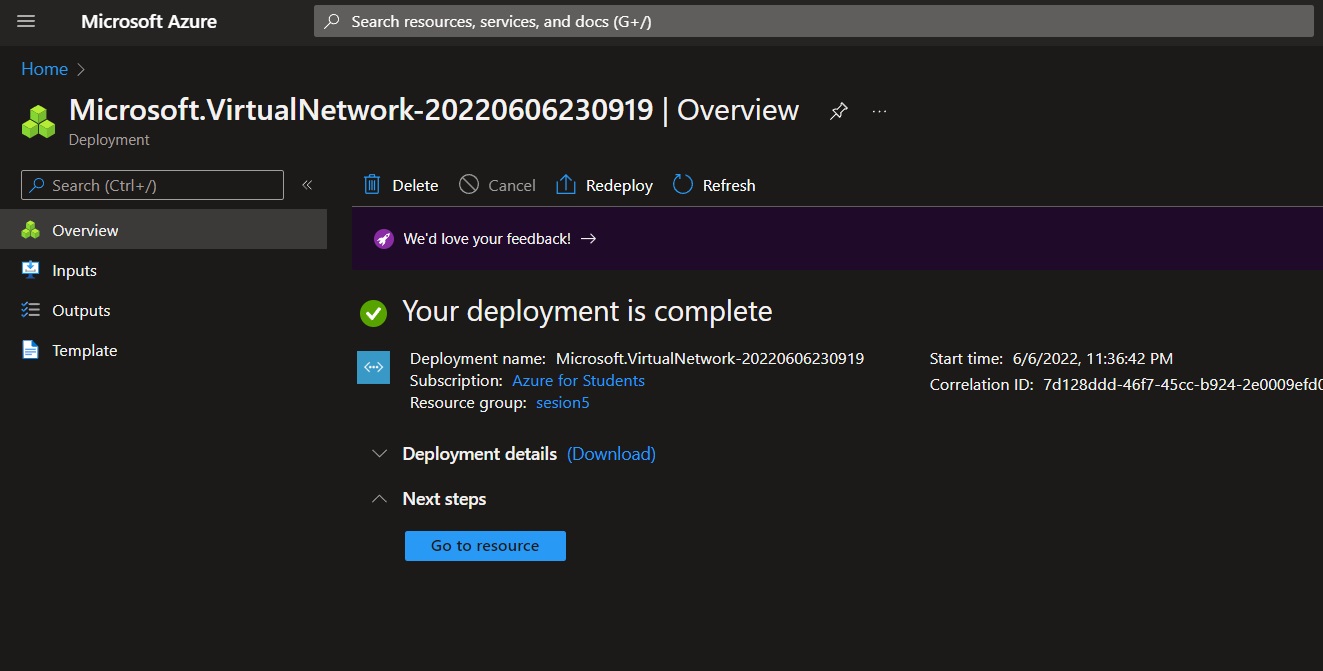 Microsoft Azure
Search resources, services, and docs (G+/)
Home
Microsoft.VirtualNetwork-20220606230919 | Overview
Deployment
Search (Ctrl+/)
Delete
Cancel
Redeploy
Refresh
Overview
Inputs
Outputs
Template
We'd love your feedback!
Your deployment is complete
Deployment name: Microsoft.VirtualNetwork-20220606230919
Subscription: Azure for Students
Resource group: sesion5
Start time: 6/6/2022, 11:36:42 PM
Correlation ID: 7d128ddd-46f7-45cc-b924-2e0009efd0
Deployment details (Download)
Next steps
Go to resource